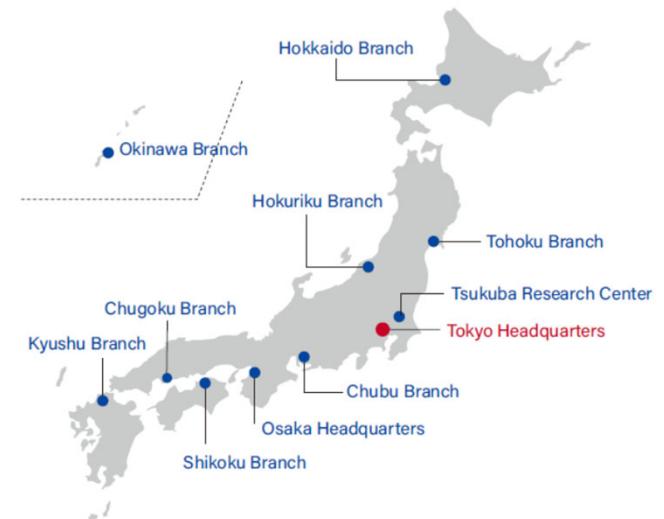 Hokkaido Branch
Okinawa Branch
Hokuriku Branch
Tohoku Branch
Tsukuba Research Center
Chugoku Branch
Tokyo Headquarters
Kyushu Branch
Chubu Branch
Osaka Headquarters
Shikoku Branch